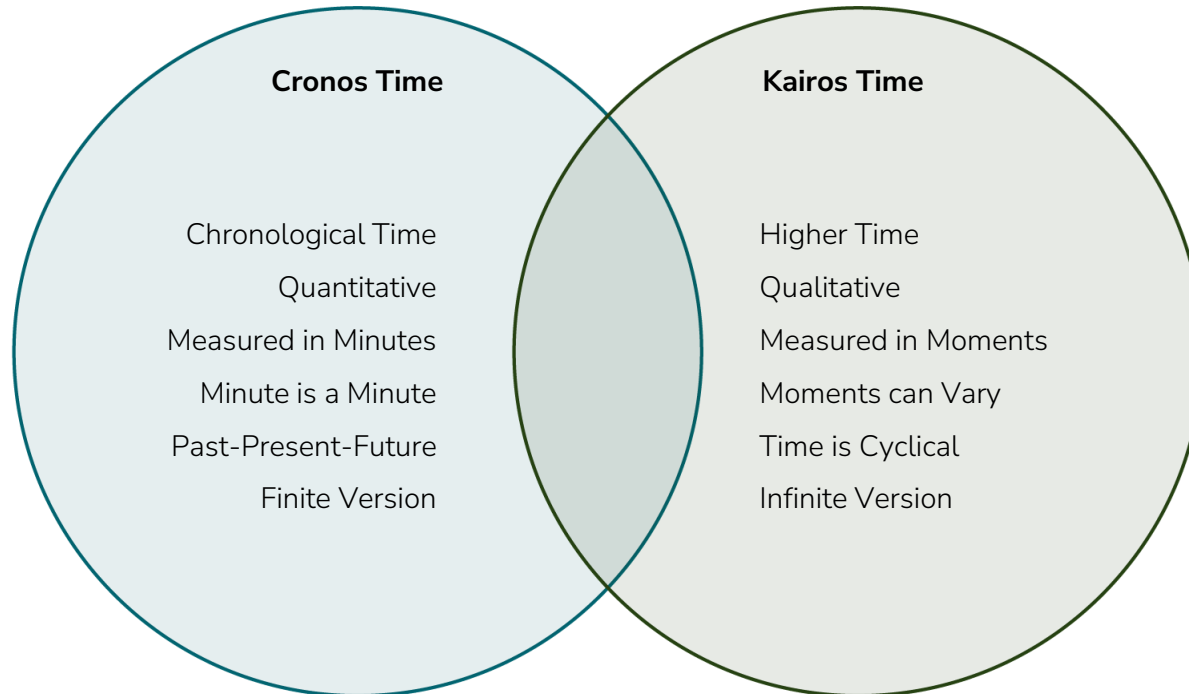 Cronos Time
Chronological Time
Quantitative
Measured in Minutes
Minute is a Minute
Past-Present-Future
Finite Version
Kairos Time
Higher Time
Qualitative
Measured in Moments
Moments can Vary
Time is Cyclical
Infinite Version